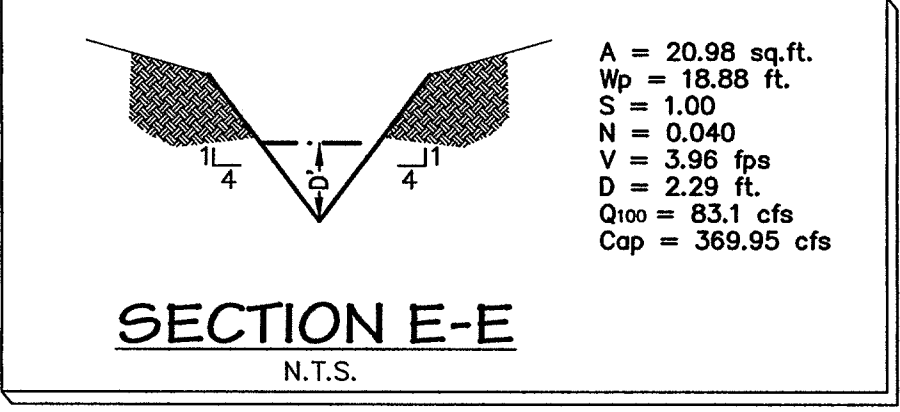 A = 20.98 sq.ft.
Wp = 18.88 ft.
S = 1.00
N = 0.040
V = 3.96 fps
D = 2.29 ft.
Q100 = 83.1 cfs
Cap = 369.95 cfs
1
4
D'
1
4
SECTION E-E
N.T.S.